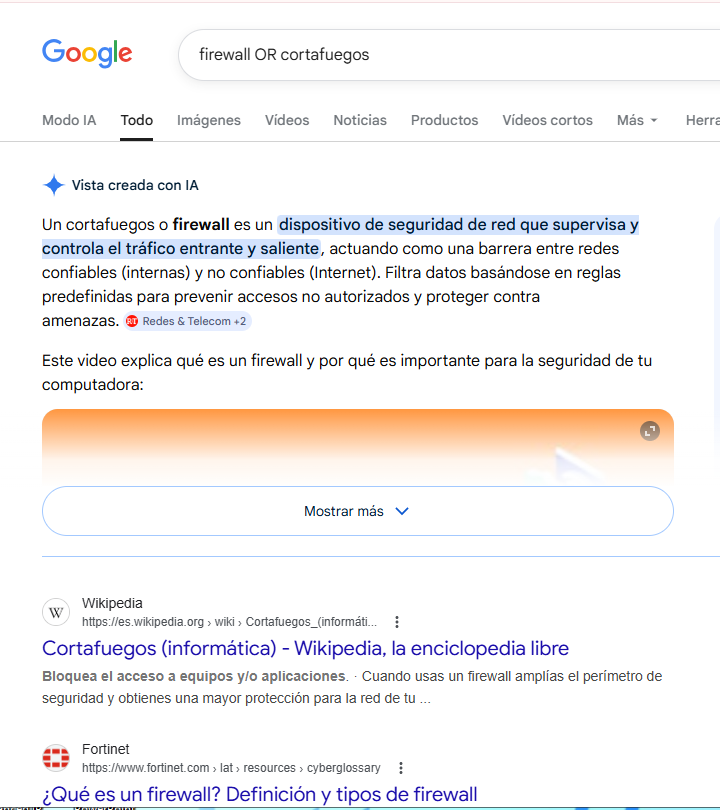 Google
firewall OR cortafuegos
Modo IA Todo Imágenes Vídeos Noticias Productos Vídeos cortos Más Herra
Vista creada con IA
Un cortafuegos o firewall es un dispositivo de seguridad de red que supervisa y
controla el tráfico entrante y saliente, actuando como una barrera entre redes
confiables (internas) y no confiables (Internet). Filtra datos basándose en reglas
predefinidas para prevenir accesos no autorizados y proteger contra
amenazas. RT Redes & Telecom +2
Este video explica qué es un firewall y por qué es importante para la seguridad de tu
computadora:
Mostrar más
W Wikipedia
https://es.wikipedia.org › wiki › Cortafuegos_(informáti...
Cortafuegos (informática) - Wikipedia, la enciclopedia libre
Bloquea el acceso a equipos y/o aplicaciones. · Cuando usas un firewall amplías el perímetro de
seguridad y obtienes una mayor protección para la red de tu ...
Fortinet
https://www.fortinet.com › lat › resources › cyberglossary
¿Qué es un firewall? Definición y tipos de firewall